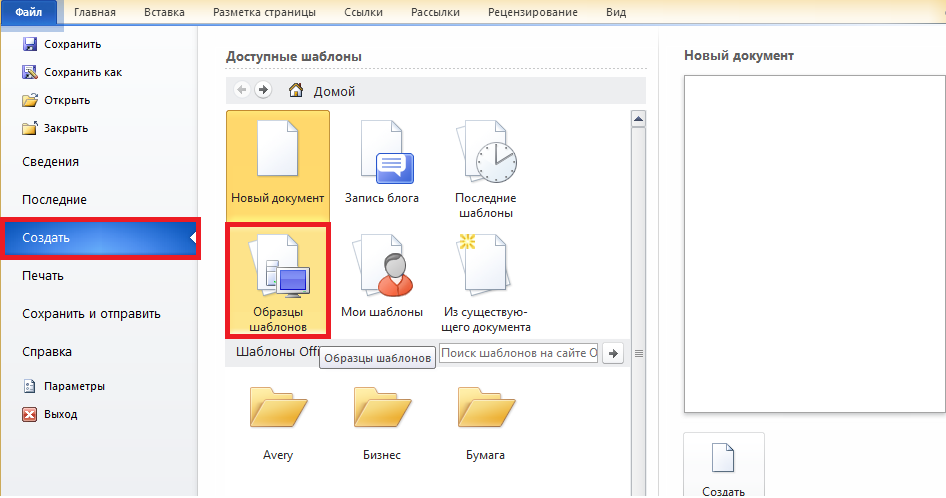 Файл Главная Вставка Разметка страницы Ссылки Рассылки Рецензирование Вид
Сохранить
Сохранить как
Открыть
Закрыть
Сведения
Последние
Создать
Печать
Сохранить и отправить
Справка
Параметры
Выход
Доступные шаблоны
Домой
Новый документ
Запись блога
Последние
шаблоны
Образцы
шаблонов
Мои шаблоны
Из существую-
щего документа
Шаблоны Offi
Образцы шаблонов
Поиск шаблонов на сайте O
Avery
Бизнес
Бумага
Новый документ
Создать